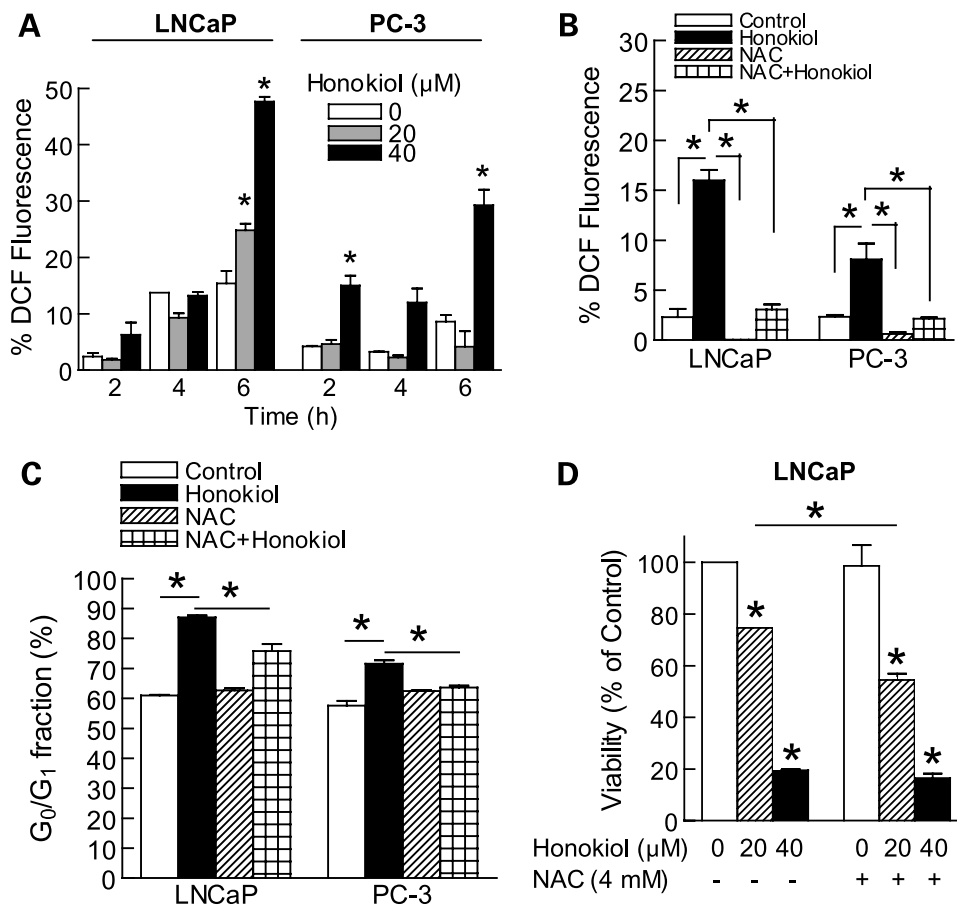 A
LNCaP
PC-3
Honokiol (μM)
0
20
40
% DCF Fluorescence
50
40
30
20
10
0
* * * *
2 4 6 2 4 6
Time (h)
B
Control
Honokiol
NAC
NAC+Honokiol
% DCF Fluorescence
30
25
20
15
10
5
0
* * *
* * *
LNCaP PC-3
C
Control
Honokiol
NAC
NAC+Honokiol
G0/G1 fraction (%)
100
90
80
70
60
50
40
30
20
10
0
* *
* *
LNCaP PC-3
D
LNCaP
*
Viability (% of Control)
100
80
60
40
20
0
* * * *
Honokiol (μM) 0 20 40 0 20 40
NAC (4 mM) - - - + + +